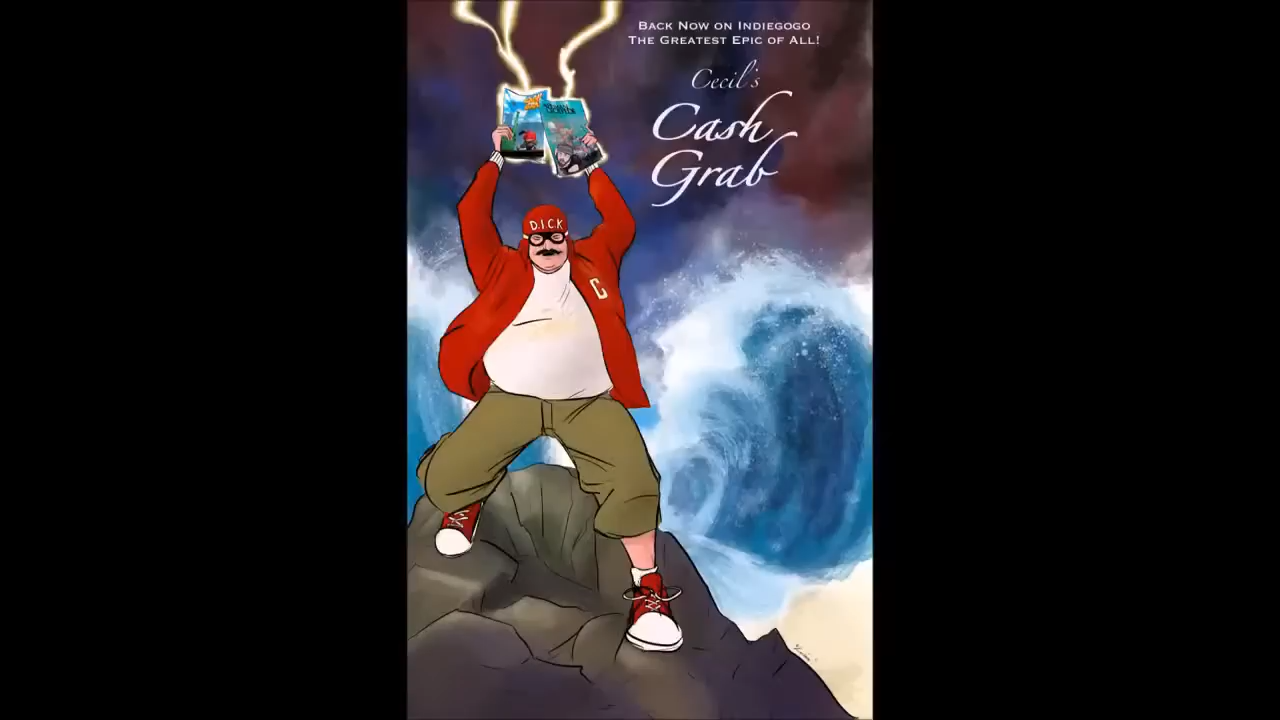 Back Now on Indiegogo
The Greatest Epic of All!
Cecil's
Cash
Grab
D.I.C.K
C